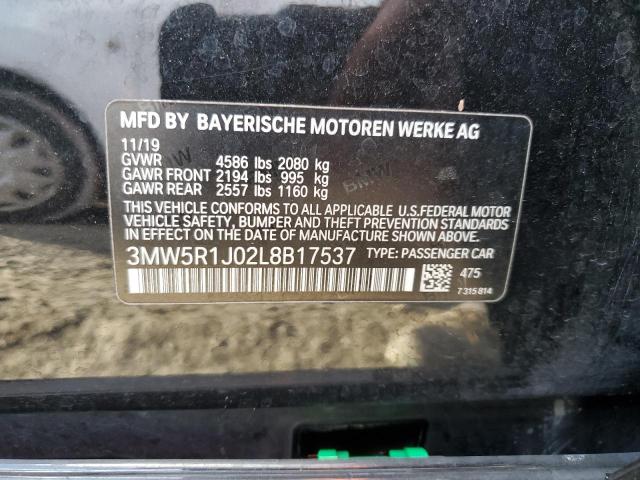 MFD BY BAYERISCHE MOTOREN WERKE AG
11/19
GVWR 4586 lbs 2080 kg
GAWR FRONT 2194 lbs 995 kg
GAWR REAR 2557 lbs 1160 kg
THIS VEHICLE CONFORMS TO ALL APPLICABLE U.S.FEDERAL MOTOR
VEHICLE SAFETY, BUMPER AND THEFT PREVENTION STANDARDS
IN EFFECT ON THE DATE OF MANUFACTURE SHOWN ABOVE.
3MW5R1J02L8B17537 TYPE: PASSENGER CAR
475
7315814